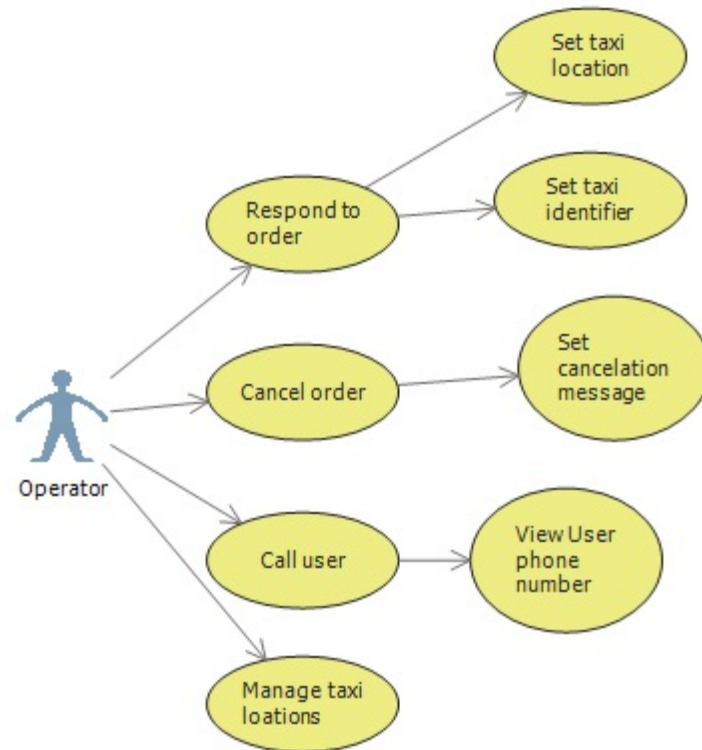 Set taxi
location
Respond to
order
Set taxi
identifier
Cancel order
Set
cancelation
message
Operator
Call user
View User
phone
number
Manage taxi
loations